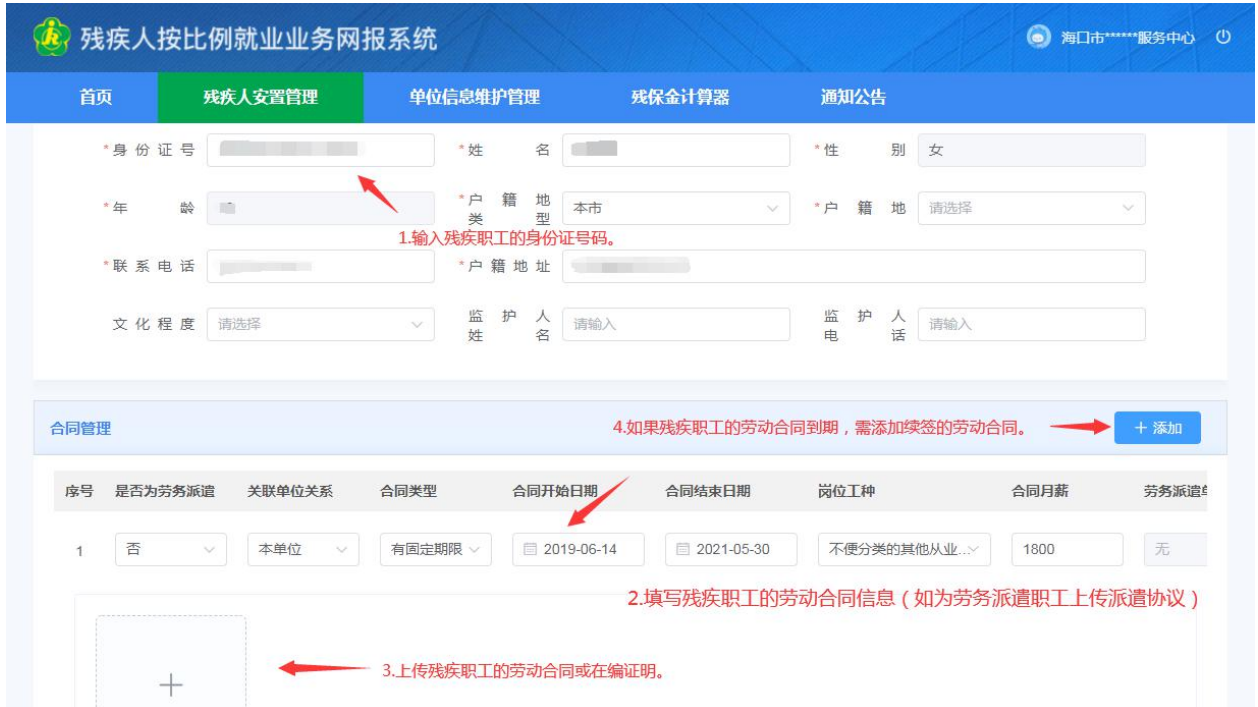 残疾人按比例就业业务网报系统
海口市******服务中心
首页 残疾人安置管理 单位信息维护管理 残保金计算器 通知公告
*身份证号 *姓名 *性别 女
*年龄 *户籍地类型 本市 *户籍地 请选择
1.输入残疾职工的身份证号码。
*联系电话 *户籍地址
文化程度 请选择 监护人姓名 请输入 监护人电话 请输入
合同管理 4.如果残疾职工的劳动合同到期，需添加续签的劳动合同。 + 添加
序号 是否为劳务派遣 关联单位关系 合同类型 合同开始日期 合同结束日期 岗位工种 合同月薪 劳务派遣
1 否 本单位 有固定期限 2019-06-14 2021-05-30 不便分类的其他从业... 1800 无
2.填写残疾职工的劳动合同信息（如为劳务派遣职工上传派遣协议）
3.上传残疾职工的劳动合同或在编证明。